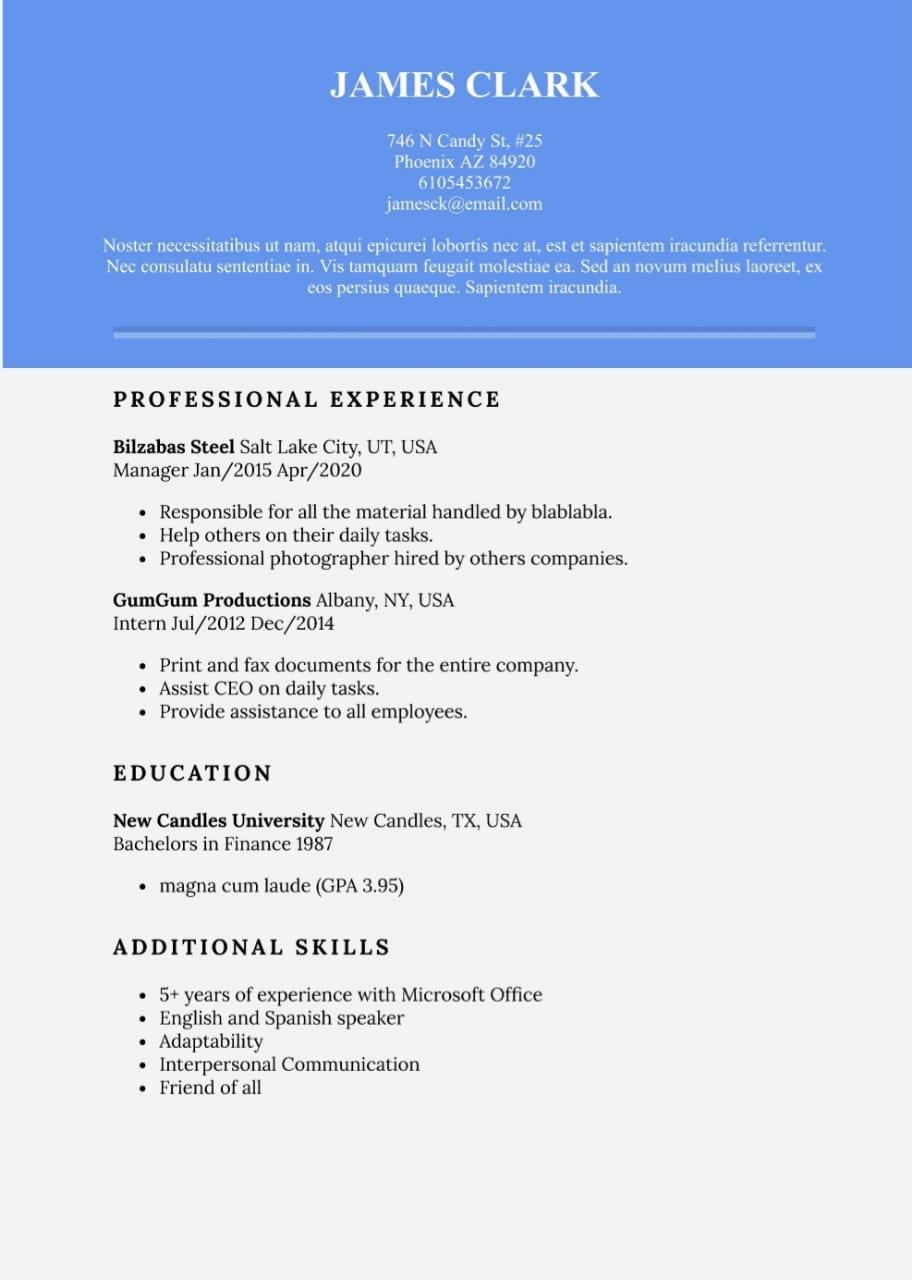 JAMES CLARK
746 N Candy St, #25
Phoenix AZ 84920
6105453672
jamesck@email.com
Noster necessitatibus ut nam, atqui epicurei lobortis nec at, est et sapientem iracundia referrentur.
Nec consulatu sententiae in. Vis tamquam feugait molestiae ea. Sed an novum melius laoreet, ex
eos persius quaeque. Sapientem iracundia.
PROFESSIONAL EXPERIENCE
Bilzabas Steel Salt Lake City, UT, USA
Manager Jan/2015 Apr/2020
• Responsible for all the material handled by blablabla.
• Help others on their daily tasks.
• Professional photographer hired by others companies.
GumGum Productions Albany, NY, USA
Intern Jul/2012 Dec/2014
• Print and fax documents for the entire company.
• Assist CEO on daily tasks.
• Provide assistance to all employees.
EDUCATION
New Candles University New Candles, TX, USA
Bachelors in Finance 1987
• magna cum laude (GPA 3.95)
ADDITIONAL SKILLS
• 5+ years of experience with Microsoft Office
• English and Spanish speaker
• Adaptability
• Interpersonal Communication
• Friend of all